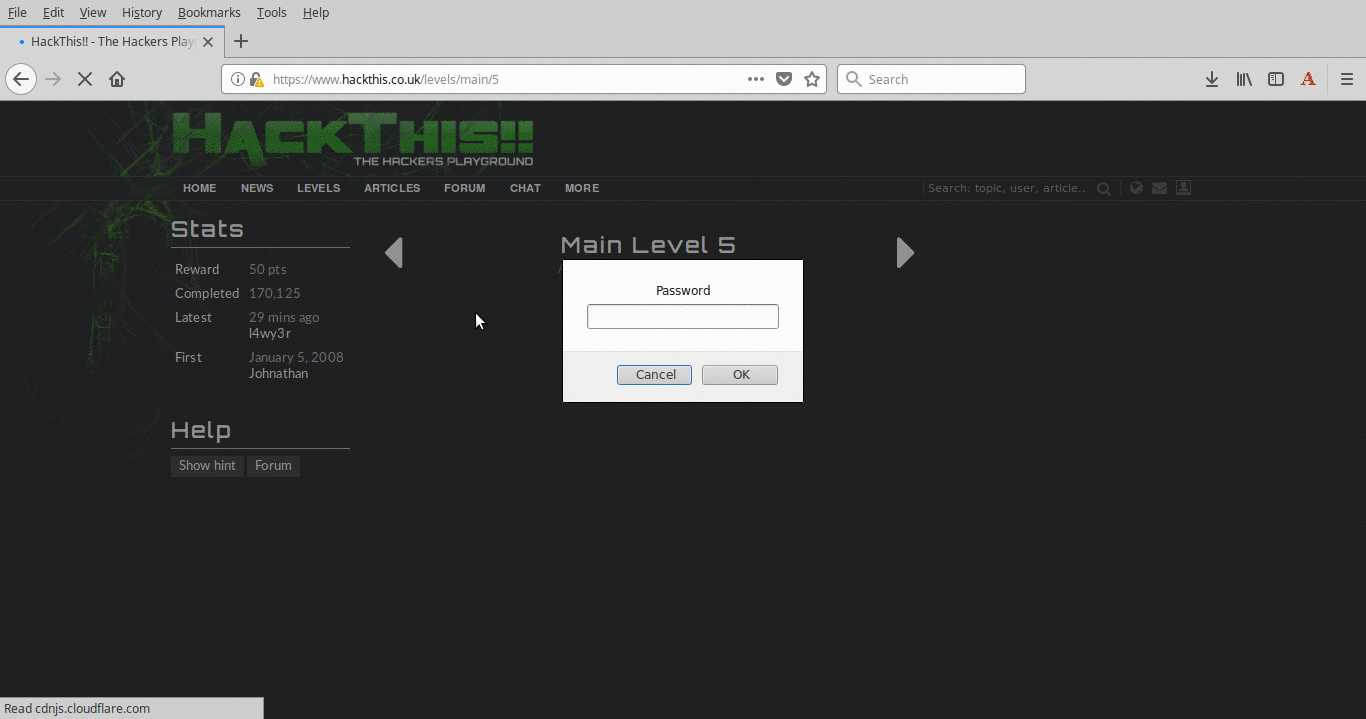 File Edit View History Bookmarks Tools Help
HackThis!! - The Hackers Play
https://www.hackthis.co.uk/levels/main/5
Search
HACKTHIS!!
THE HACKERS PLAYGROUND
HOME NEWS LEVELS ARTICLES FORUM CHAT MORE
Search: topic, user, article..
Stats
Reward 50 pts
Completed 170,125
Latest 29 mins ago
l4wy3r
First January 5, 2008
Johnathan
Help
Show hint Forum
Main Level 5
Password
Cancel OK
Read cdnjs.cloudflare.com